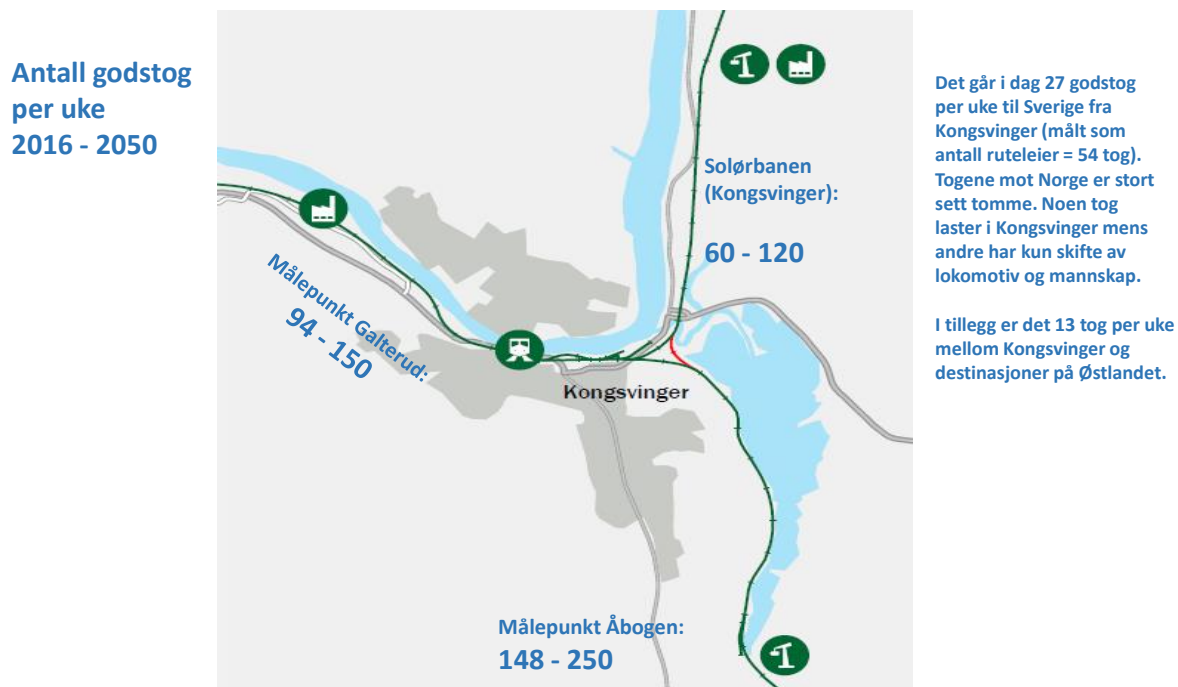 Antall godstog
per uke
2016 - 2050
Solørbanen
(Kongsvinger):
60 - 120
Målepunkt Galterud:
94 - 150
Kongsvinger
Målepunkt Åbogen:
148 - 250
Det går i dag 27 godstog
per uke til Sverige fra
Kongsvinger (målt som
antall ruteleier = 54 tog).
Togene mot Norge er stort
sett tomme. Noen tog
laster i Kongsvinger mens
andre har kun skifte av
lokomotiv og mannskap.
I tillegg er det 13 tog per uke
mellom Kongsvinger og
destinasjoner på Østlandet.